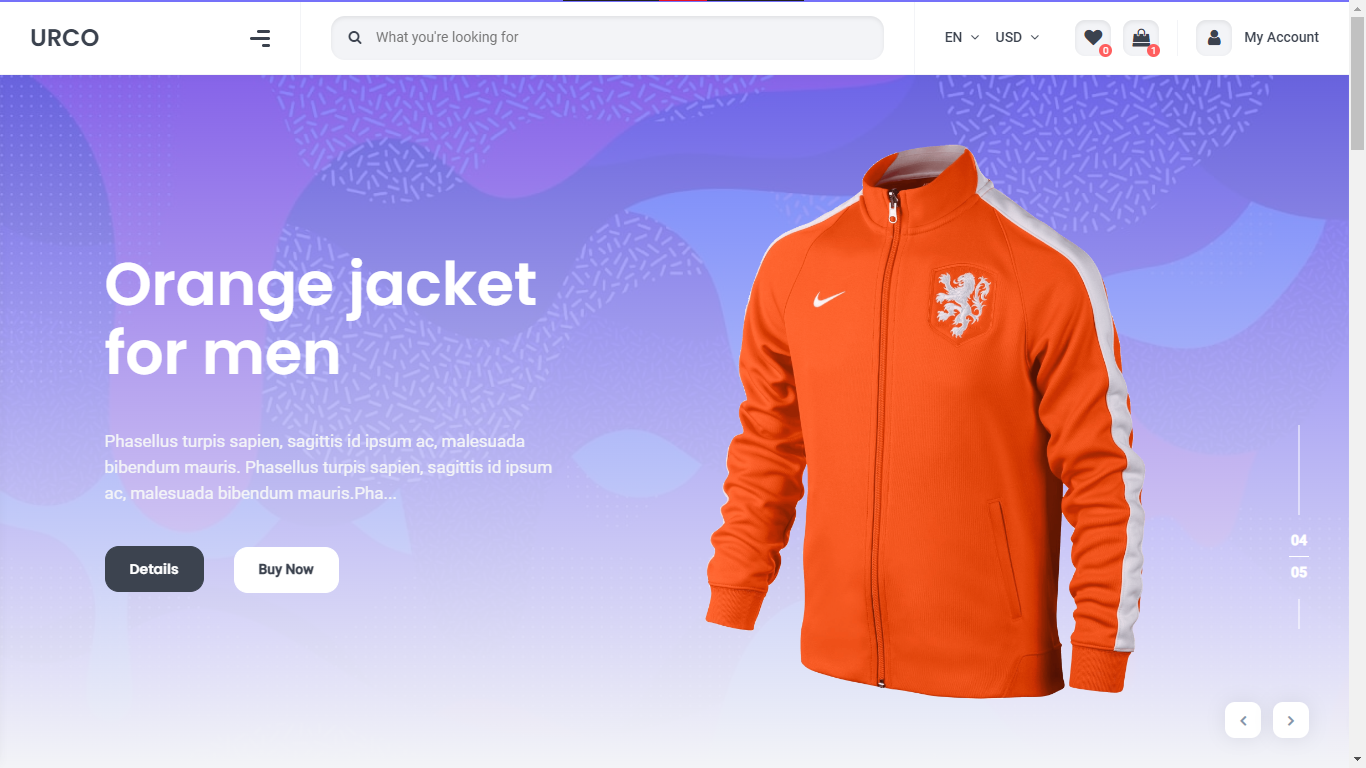 URCO
What you're looking for
EN
USD
0
1
My Account
Orange jacket
for men
Phasellus turpis sapien, sagittis id ipsum ac, malesuada
bibendum mauris. Phasellus turpis sapien, sagittis id ipsum
ac, malesuada bibendum mauris.Pha...
Details
Buy Now
04
05